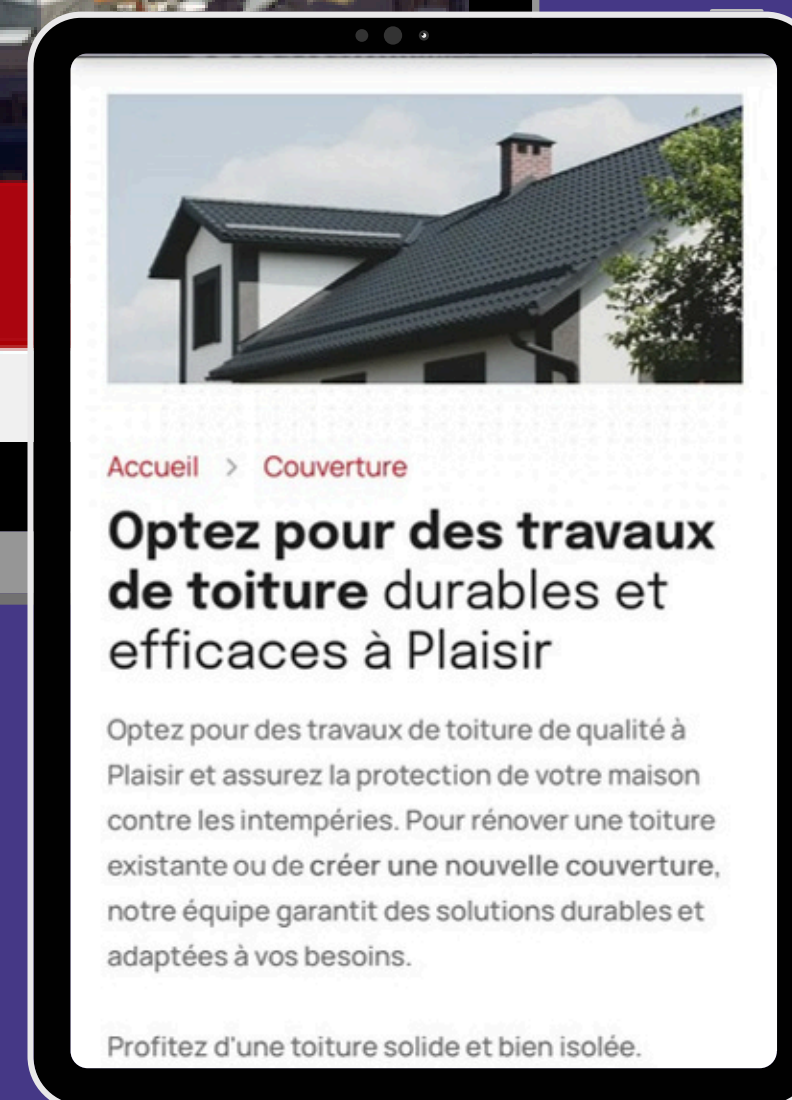 Accueil > Couverture
Optez pour des travaux
de toiture durables et
efficaces à Plaisir
Optez pour des travaux de toiture de qualité à
Plaisir et assurez la protection de votre maison
contre les intempéries. Pour rénover une toiture
existante ou de créer une nouvelle couverture,
notre équipe garantit des solutions durables et
adaptées à vos besoins.
Profitez d'une toiture solide et bien isolée.